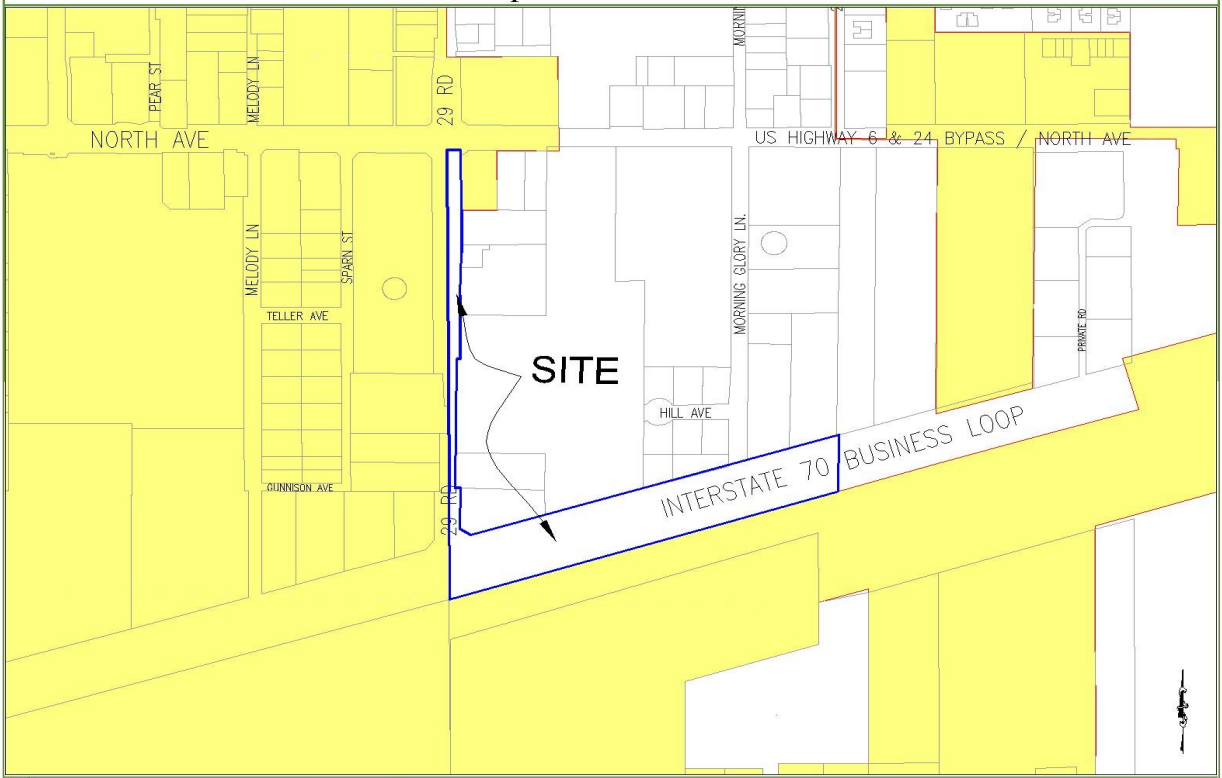 MORNIN
PEAR ST
MELODY LN
29 RD
NORTH AVE
US HIGHWAY 6 & 24 BYPASS / NORTH AVE
MELODY LN
SPARN ST
MORNING GLORY LN.
TELLER AVE
PRIVATE RD
SITE
HILL AVE
INTERSTATE 70 BUSINESS LOOP
GUNNISON AVE
29 RD